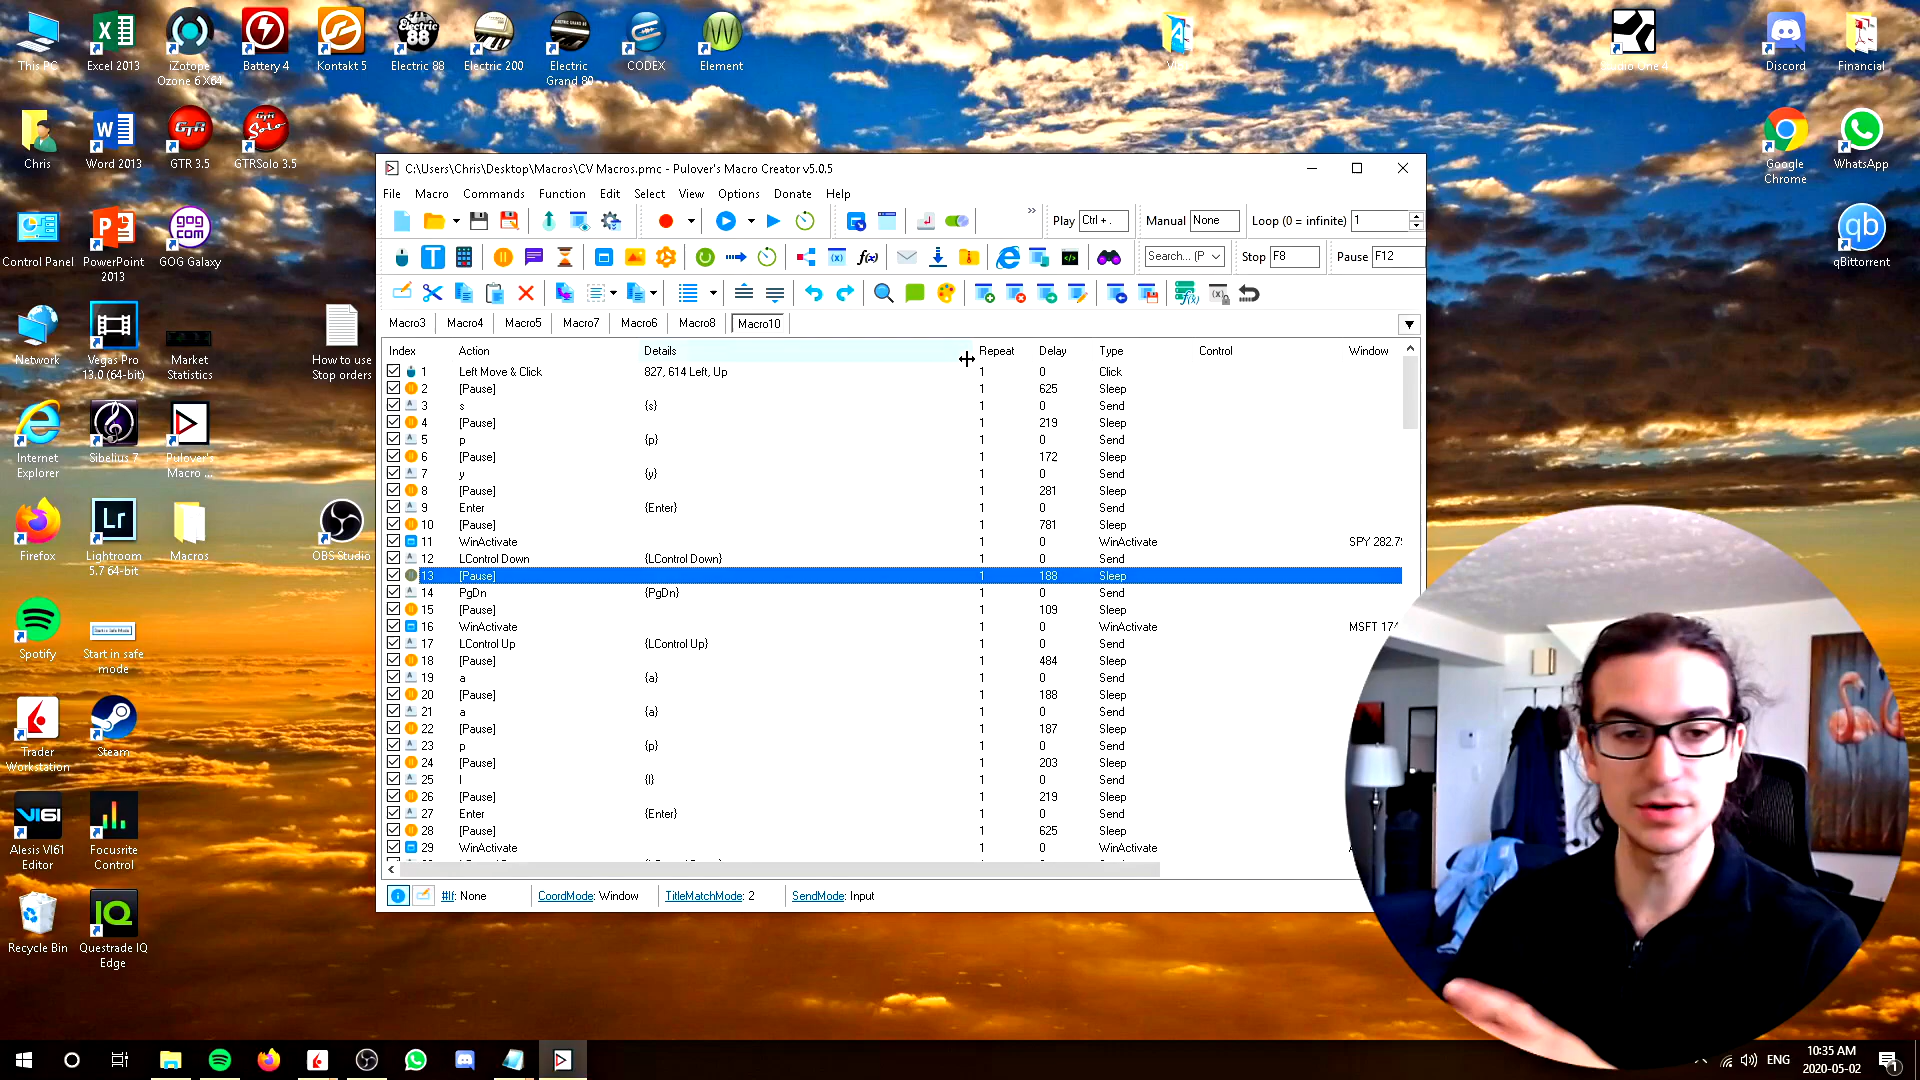 This PC
Excel 2013
iZotope
Ozone 6 X64
Battery 4
Kontakt 5
Electric 88
Electric 200
Electric
Grand 80
CODEX
Element
Discord
Financial
Chris
Word 2013
GTR 3.5
GTRSolo 3.5
Google
Chrome
WhatsApp
Control Panel
PowerPoint
2013
GOG Galaxy
qBittorrent
Network
Vegas Pro
13.0 (64-bit)
Market
Statistics
How to use
Stop orders
Internet
Explorer
Sibelius 7
Pulover's
Macro ...
Firefox
Lightroom
5.7 64-bit
Macros
OBS Studio
Spotify
Start in safe
mode
Trader
Workstation
Steam
Alesis VI61
Editor
Focusrite
Control
Recycle Bin
Questrade IQ
Edge
C:\Users\Chris\Desktop\Macros\CV Macros.pmc - Pulover's Macro Creator v5.0.5
File Macro Commands Function Edit Select View Options Donate Help
Play Ctrl + . Manual None Loop (0 = infinite) 1
Search... (P Stop F8 Pause F12
Macro3 Macro4 Macro5 Macro7 Macro6 Macro8 Macro10
Index Action Details Repeat Delay Type Control Window
1 Left Move & Click 827, 614 Left, Up 1 0 Click
2 [Pause] 1 625 Sleep
3 s {s} 1 0 Send
4 [Pause] 1 219 Sleep
5 p {p} 1 0 Send
6 [Pause] 1 172 Sleep
7 y {y} 1 0 Send
8 [Pause] 1 281 Sleep
9 Enter {Enter} 1 0 Send
10 [Pause] 1 781 Sleep
11 WinActivate 1 0 WinActivate SPY 282.79
12 LControl Down {LControl Down} 1 0 Send
13 [Pause] 1 188 Sleep
14 PgDn {PgDn} 1 0 Send
15 [Pause] 1 109 Sleep
16 WinActivate 1 0 WinActivate MSFT 174
17 LControl Up {LControl Up} 1 0 Send
18 [Pause] 1 484 Sleep
19 a {a} 1 0 Send
20 [Pause] 1 188 Sleep
21 a {a} 1 0 Send
22 [Pause] 1 187 Sleep
23 p {p} 1 0 Send
24 [Pause] 1 203 Sleep
25 l {l} 1 0 Send
26 [Pause] 1 219 Sleep
27 Enter {Enter} 1 0 Send
28 [Pause] 1 625 Sleep
29 WinActivate 1 0 WinActivate
#If: None CoordMode: Window TitleMatchMode: 2 SendMode: Input
ENG
10:35 AM
2020-05-02